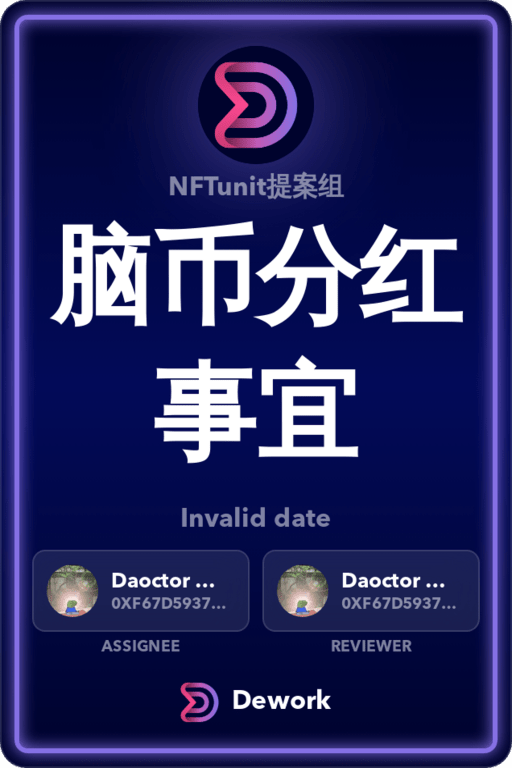 NFTunit提案组
脑币分红
事宜
Invalid date
Daoctor ...
0XF67D5937...
ASSIGNEE
Daoctor ...
0XF67D5937...
REVIEWER
Dework